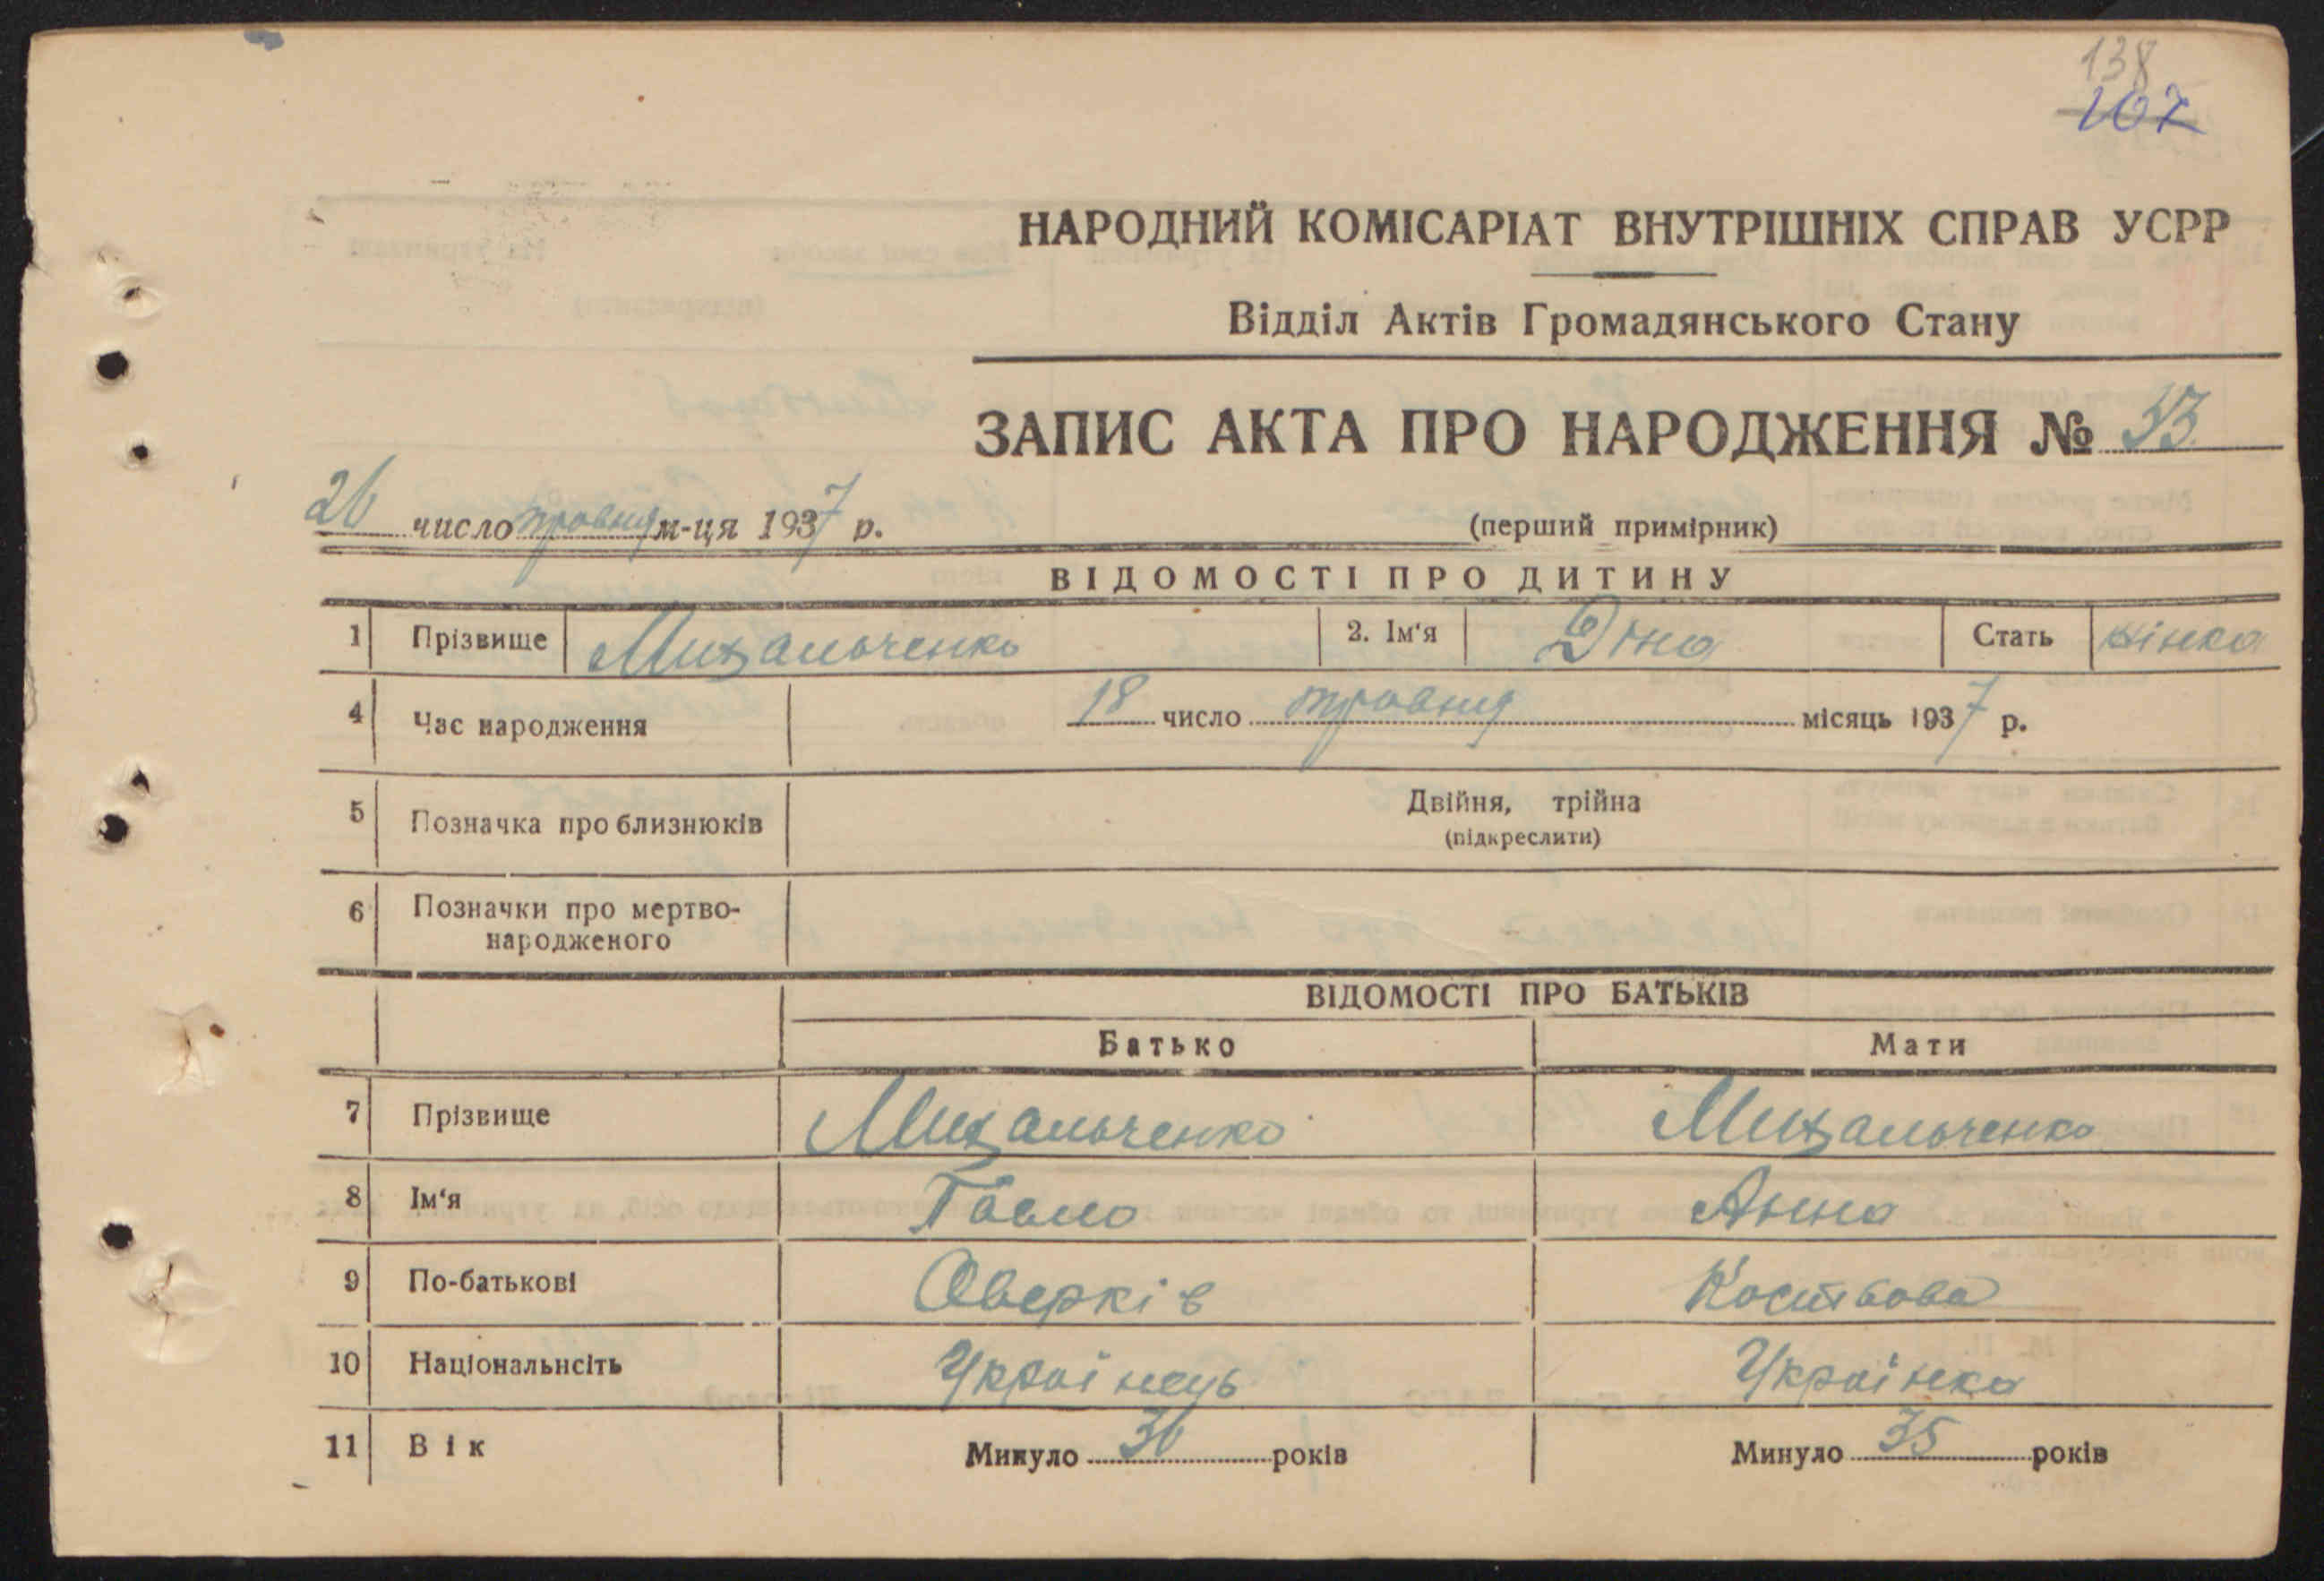 138
107
НАРОДНИЙ КОМІСАРІАТ ВНУТРІШНІХ СПРАВ УСРР
Відділ Актів Громадянського Стану
ЗАПИС АКТА ПРО НАРОДЖЕННЯ № 33
26 число травня м-ця 1937 р.
(перший примірник)
ВІДОМОСТІ ПРО ДИТИНУ
1 Прізвище Михальченко 2. Ім'я Діна Стать жінка
4 Час народження 18 число травня місяць 1937 р.
5 Позначка про близнюків Двійня, трійна
(підкреслити)
6 Позначки про мертво-
народженого
ВІДОМОСТІ ПРО БАТЬКІВ
Батько Мати
7 Прізвище Михальченко Михальченко
8 Ім'я Павло Анна
9 По-батькові Оверків
10 Національнсіть Українець Українка
11 Вік Минуло 36 років Минуло 35 років